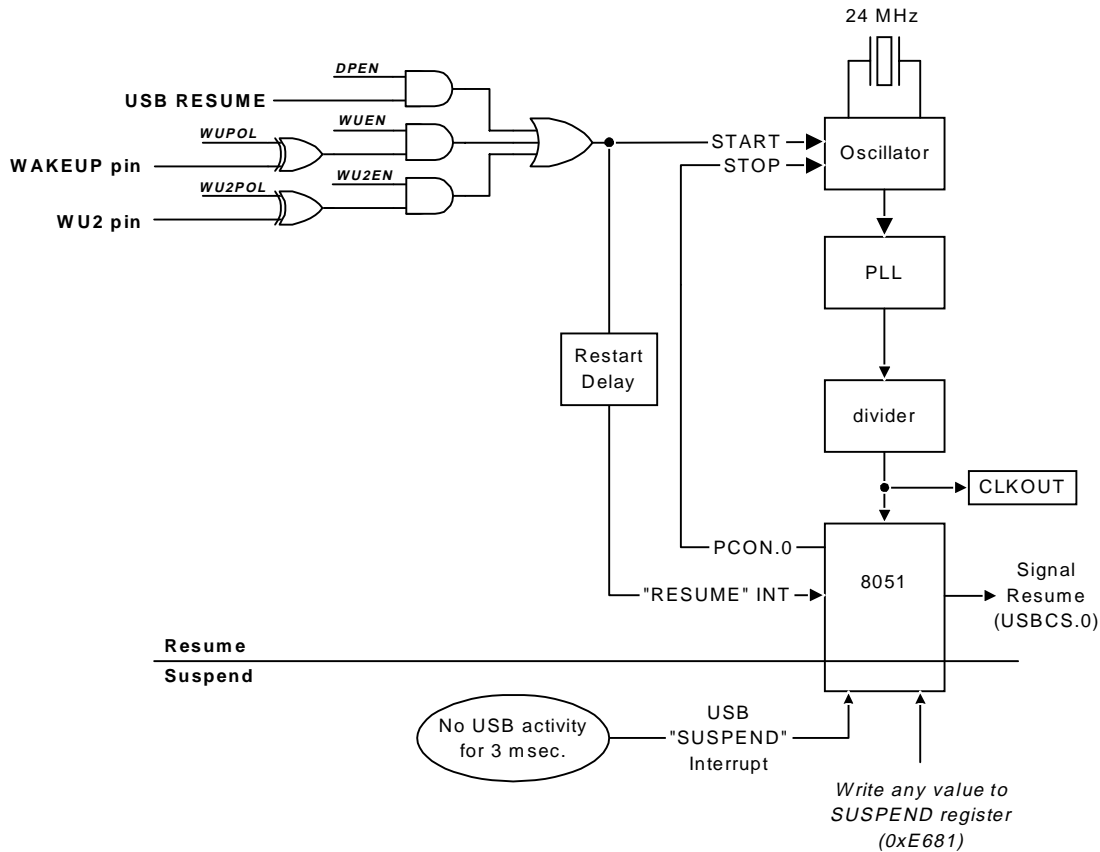 24 MHz
DPEN
USB RESUME
WUPOL
WUEN
WAKEUP pin
WU2POL
WU2EN
WU2 pin
START
STOP
Oscillator
PLL
Restart
Delay
divider
CLKOUT
PCON.0
8051
"RESUME" INT
Signal
Resume
(USBCS.0)
Resume
Suspend
No USB activity
for 3 msec.
USB
"SUSPEND"
Interrupt
Write any value to
SUSPEND register
(0xE681)